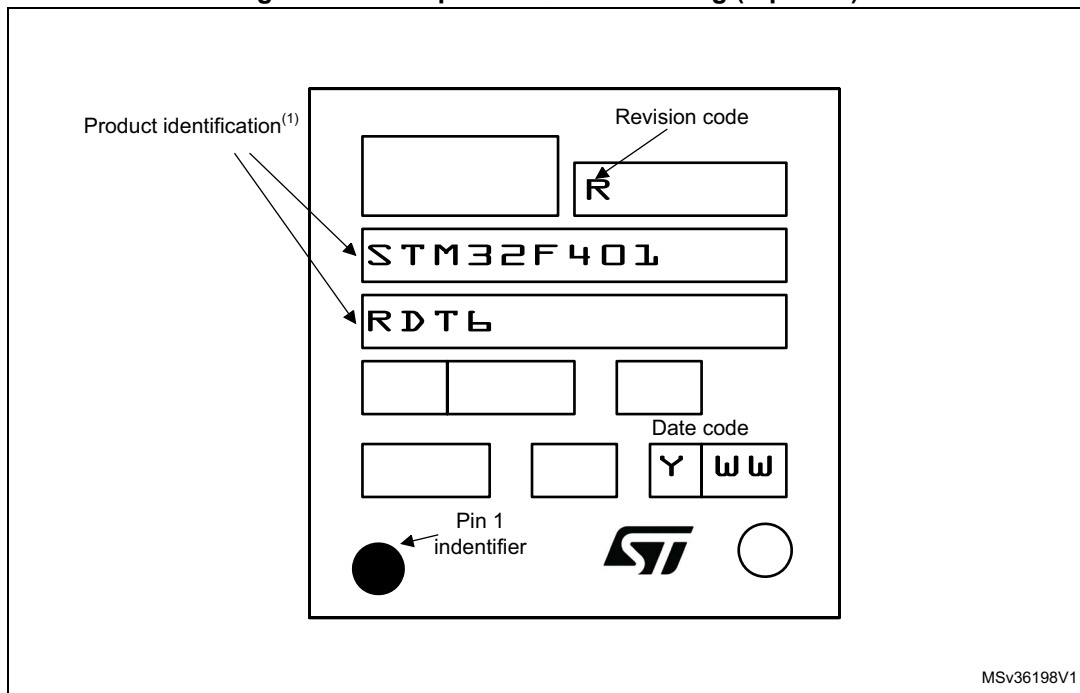 Product identification(1)
Revision code
R
STM32F401
RDT6
Date code
Y WW
Pin 1
indentifier
ST
MSv36198V1